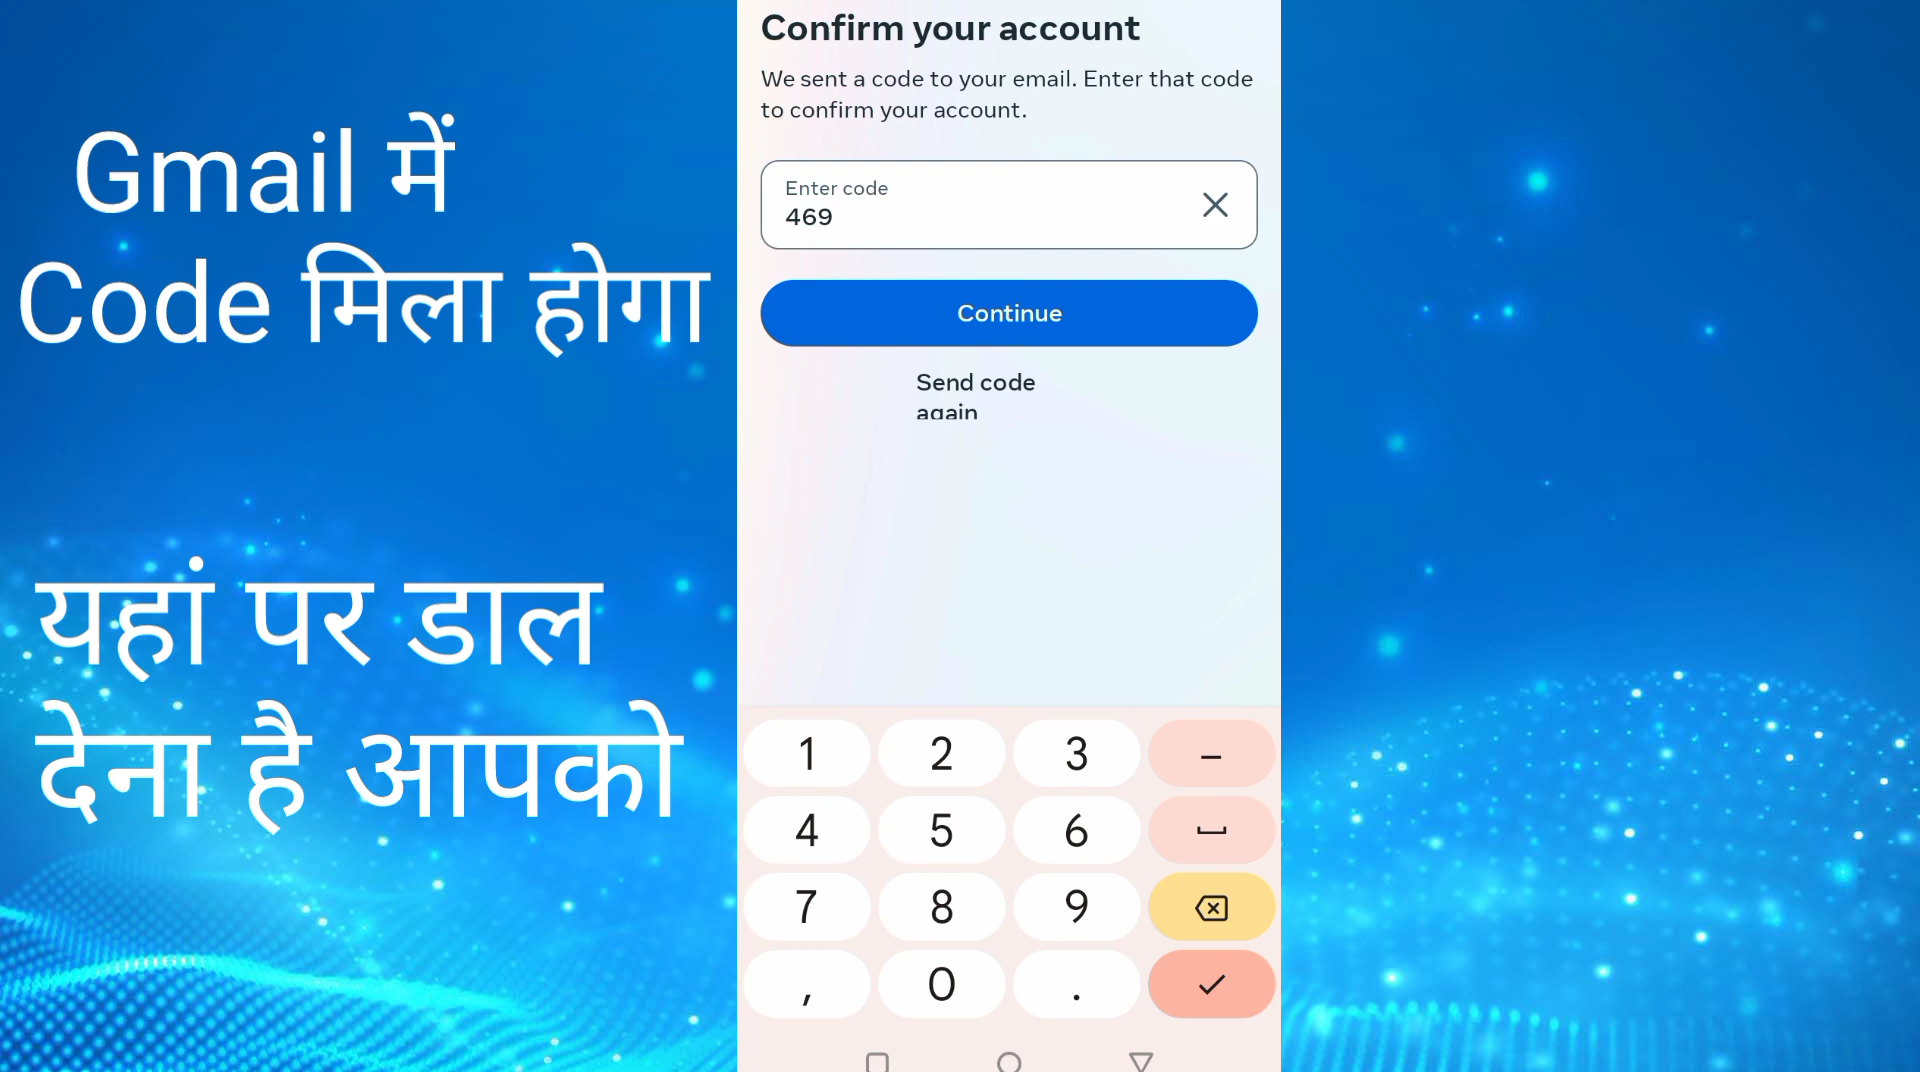 Gmail में
Code मिला होगा
यहां पर डाल
देना है आपको
Confirm your account
We sent a code to your email. Enter that code
to confirm your account.
Enter code
469
Continue
Send code
again
1 2 3 –
4 5 6
7 8 9
, 0 .